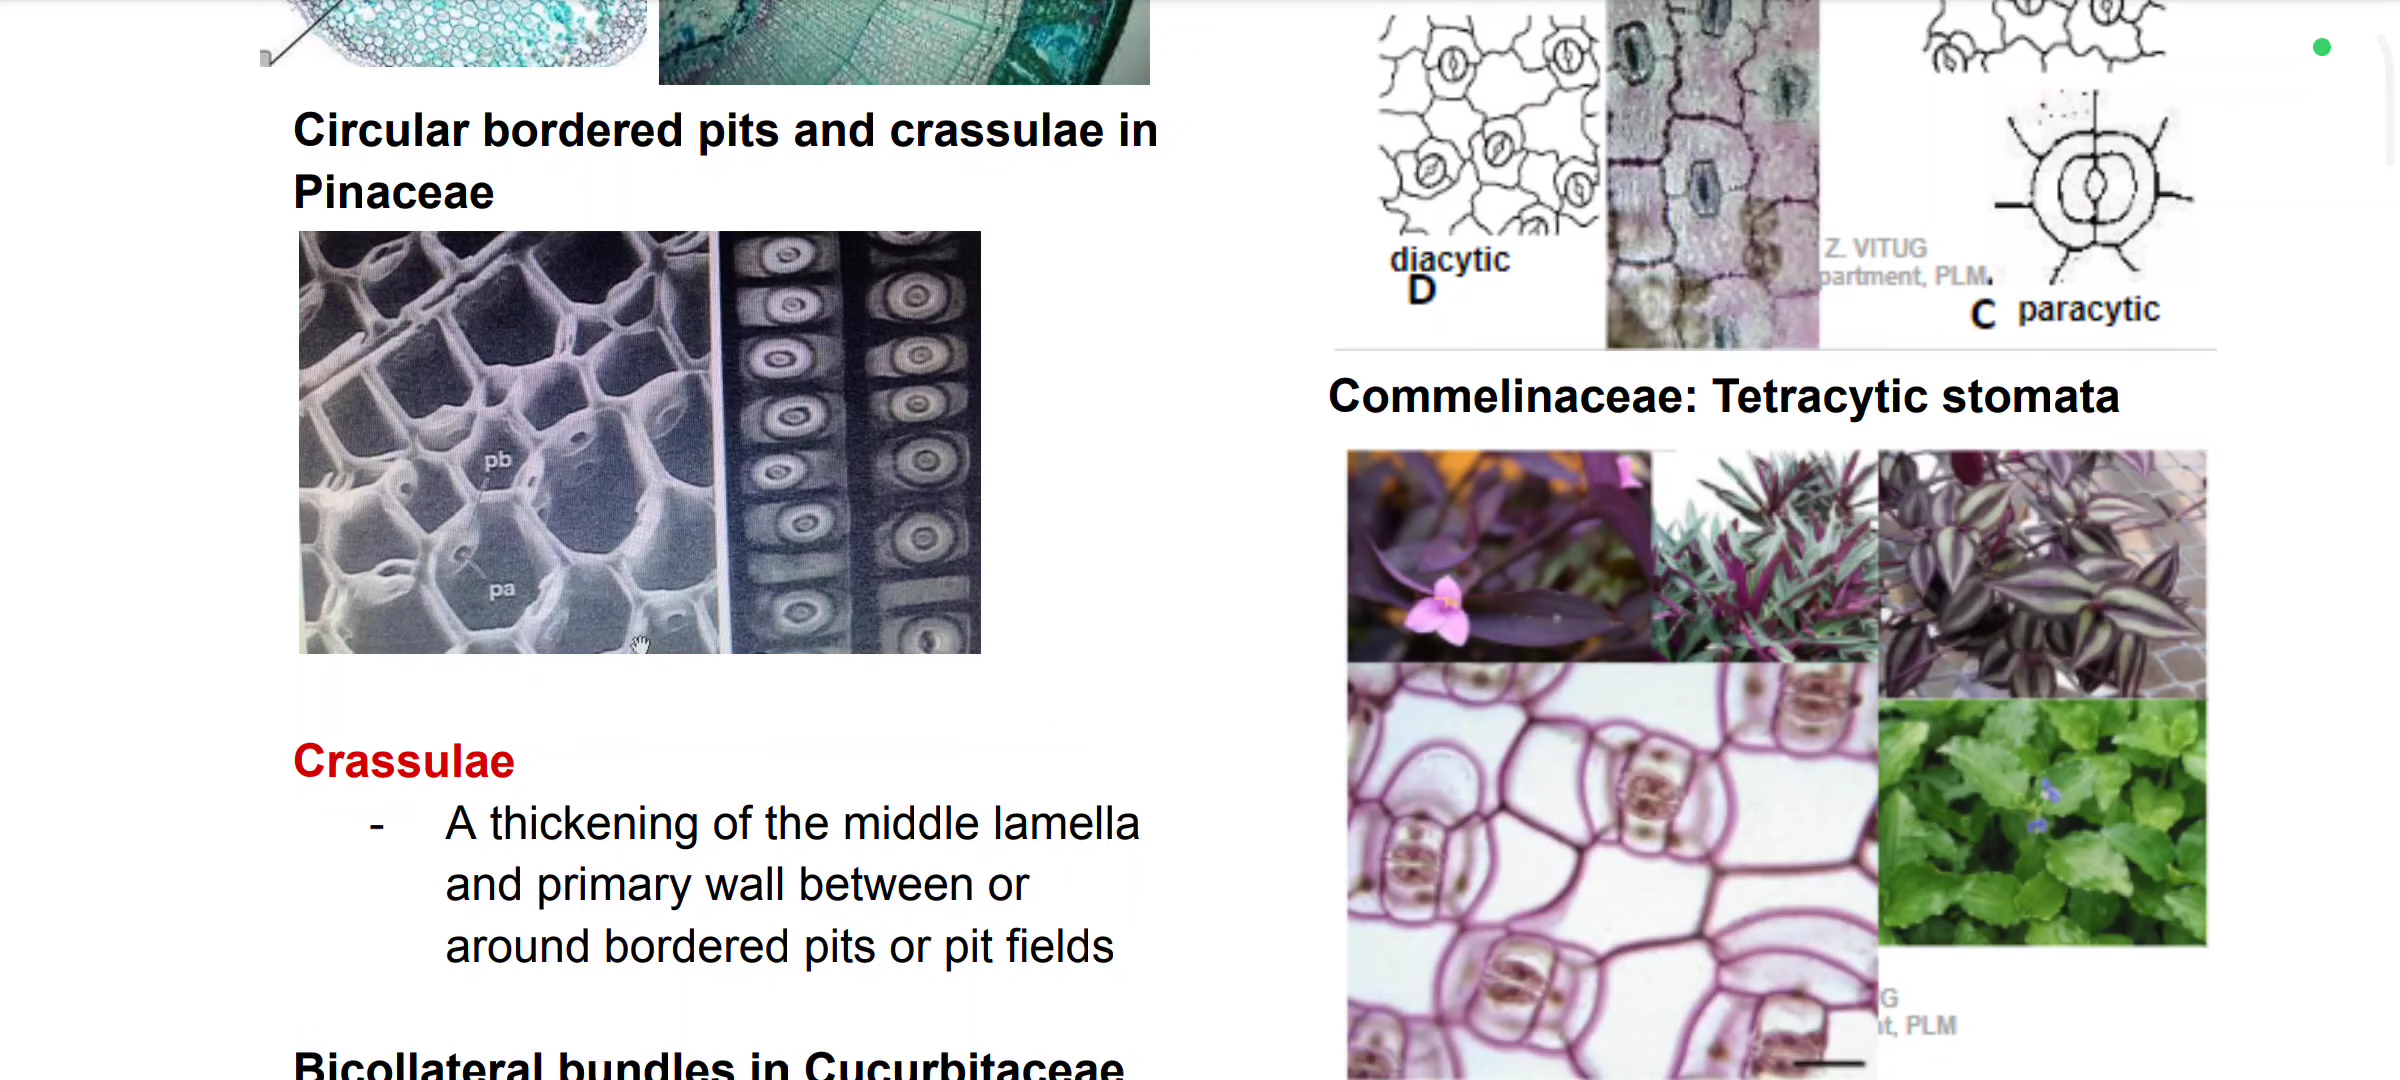 Circular bordered pits and crassulae in
Pinaceae
pb
pa
Crassulae
- A thickening of the middle lamella
and primary wall between or
around bordered pits or pit fields
Bicollateral bundles in Cucurbitaceae
diacytic
D
Z. VITUG
partment, PLM.
C paracytic
Commelinaceae: Tetracytic stomata
G
nt, PLM